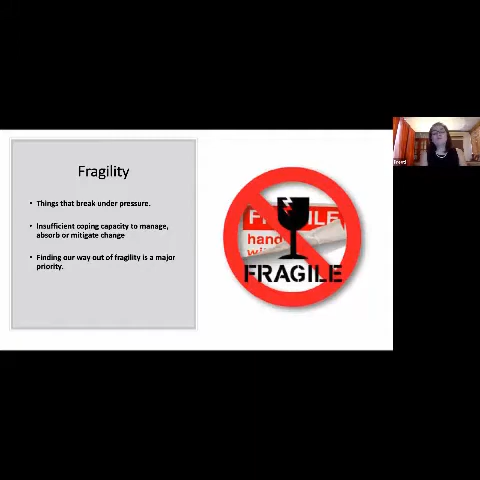 Fragility
• Things that break under pressure.
• Insufficient coping capacity to manage,
absorb or mitigate change
• Finding our way out of fragility is a major
priority.
hand
FRAGILE